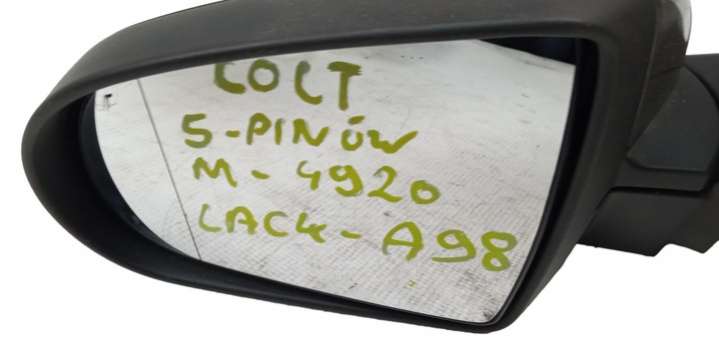 COLT
5-PINÓW
M-4920
LACK-A98